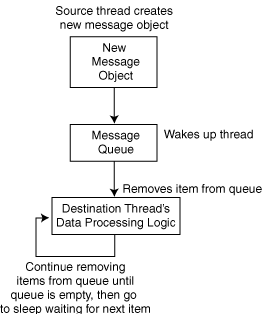 Source thread creates
new message object
New
Message
Object
Message
Queue
Wakes up thread
Removes item from queue
Destination Thread's
Data Processing Logic
Continue removing
items from queue until
queue is empty, then go
to sleep waiting for next item